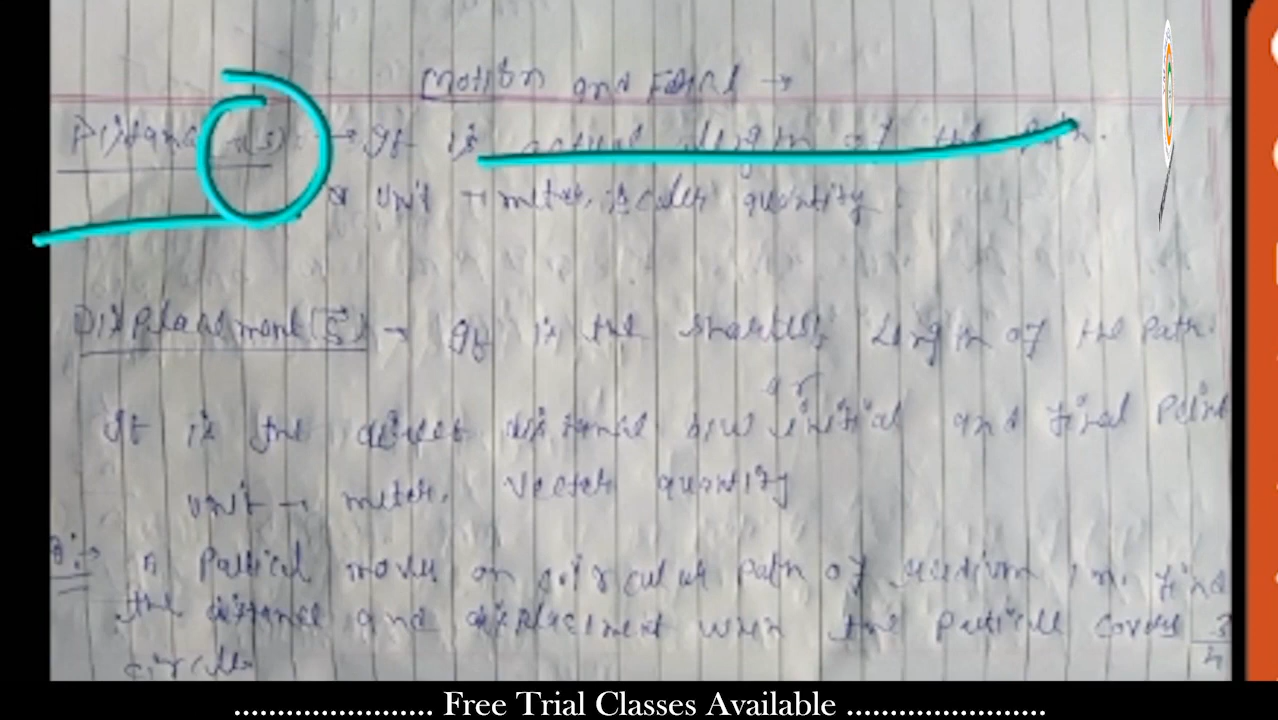 Motion and Force →
Distance (s) → It is actual length of the path.
Unit → meter, scaler quantity.
Displacement (s⃗) → It is the shortest length of the path.
or
It is the direct distance b/w initial and final point
Unit → meter, vector quantity
Q:→ A Particle moves on circular path of radius 1m. find
the distance and displacement when the particle covers 3/4
circle.
....................... Free Trial Classes Available .......................